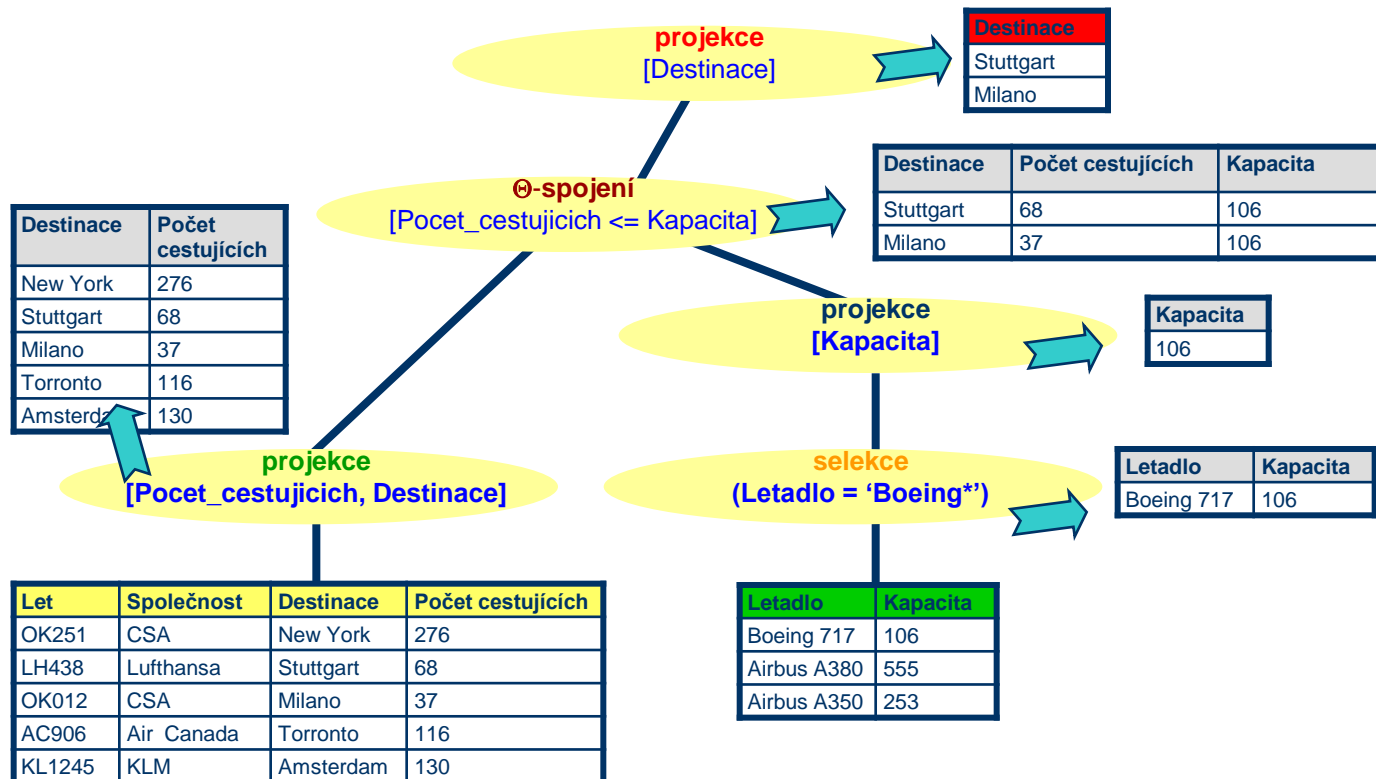 projekce
[Destinace]
Destinace
Stuttgart
Milano
Θ-spojení
[Pocet_cestujicich <= Kapacita]
Destinace Počet cestujících Kapacita
Stuttgart 68 106
Milano 37 106
Destinace Počet
cestujících
New York 276
Stuttgart 68
Milano 37
Torronto 116
Amsterda 130
projekce
[Kapacita]
Kapacita
106
projekce
[Pocet_cestujicich, Destinace]
selekce
(Letadlo = ‘Boeing*’)
Letadlo Kapacita
Boeing 717 106
Let Společnost Destinace Počet cestujících
OK251 CSA New York 276
LH438 Lufthansa Stuttgart 68
OK012 CSA Milano 37
AC906 Air Canada Torronto 116
KL1245 KLM Amsterdam 130
Letadlo Kapacita
Boeing 717 106
Airbus A380 555
Airbus A350 253